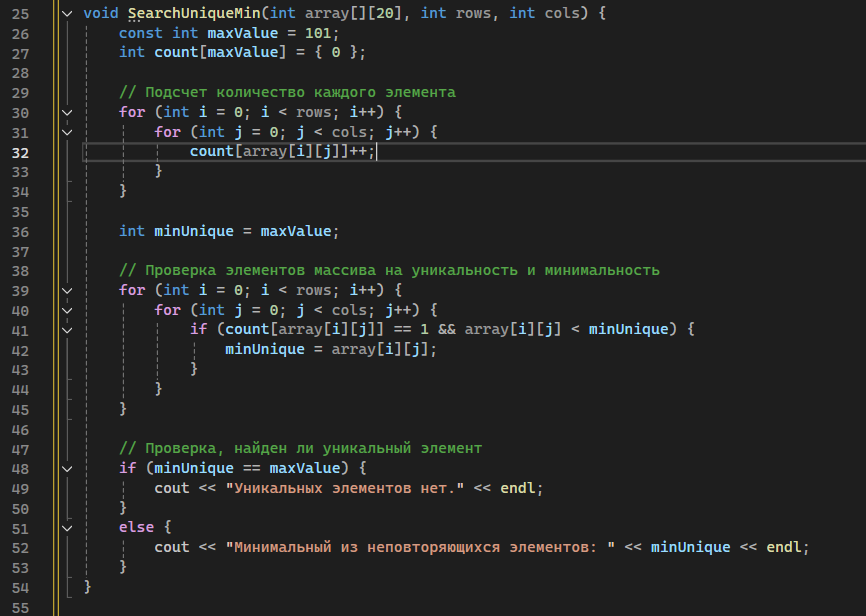 25 void SearchUniqueMin(int array[][20], int rows, int cols) {
26 const int maxValue = 101;
27 int count[maxValue] = { 0 };
28
29 // Подсчет количество каждого элемента
30 for (int i = 0; i < rows; i++) {
31 for (int j = 0; j < cols; j++) {
32 count[array[i][j]]++;
33 }
34 }
35
36 int minUnique = maxValue;
37
38 // Проверка элементов массива на уникальность и минимальность
39 for (int i = 0; i < rows; i++) {
40 for (int j = 0; j < cols; j++) {
41 if (count[array[i][j]] == 1 && array[i][j] < minUnique) {
42 minUnique = array[i][j];
43 }
44 }
45 }
46
47 // Проверка, найден ли уникальный элемент
48 if (minUnique == maxValue) {
49 cout << "Уникальных элементов нет." << endl;
50 }
51 else {
52 cout << "Минимальный из неповторяющихся элементов: " << minUnique << endl;
53 }
54 }
55